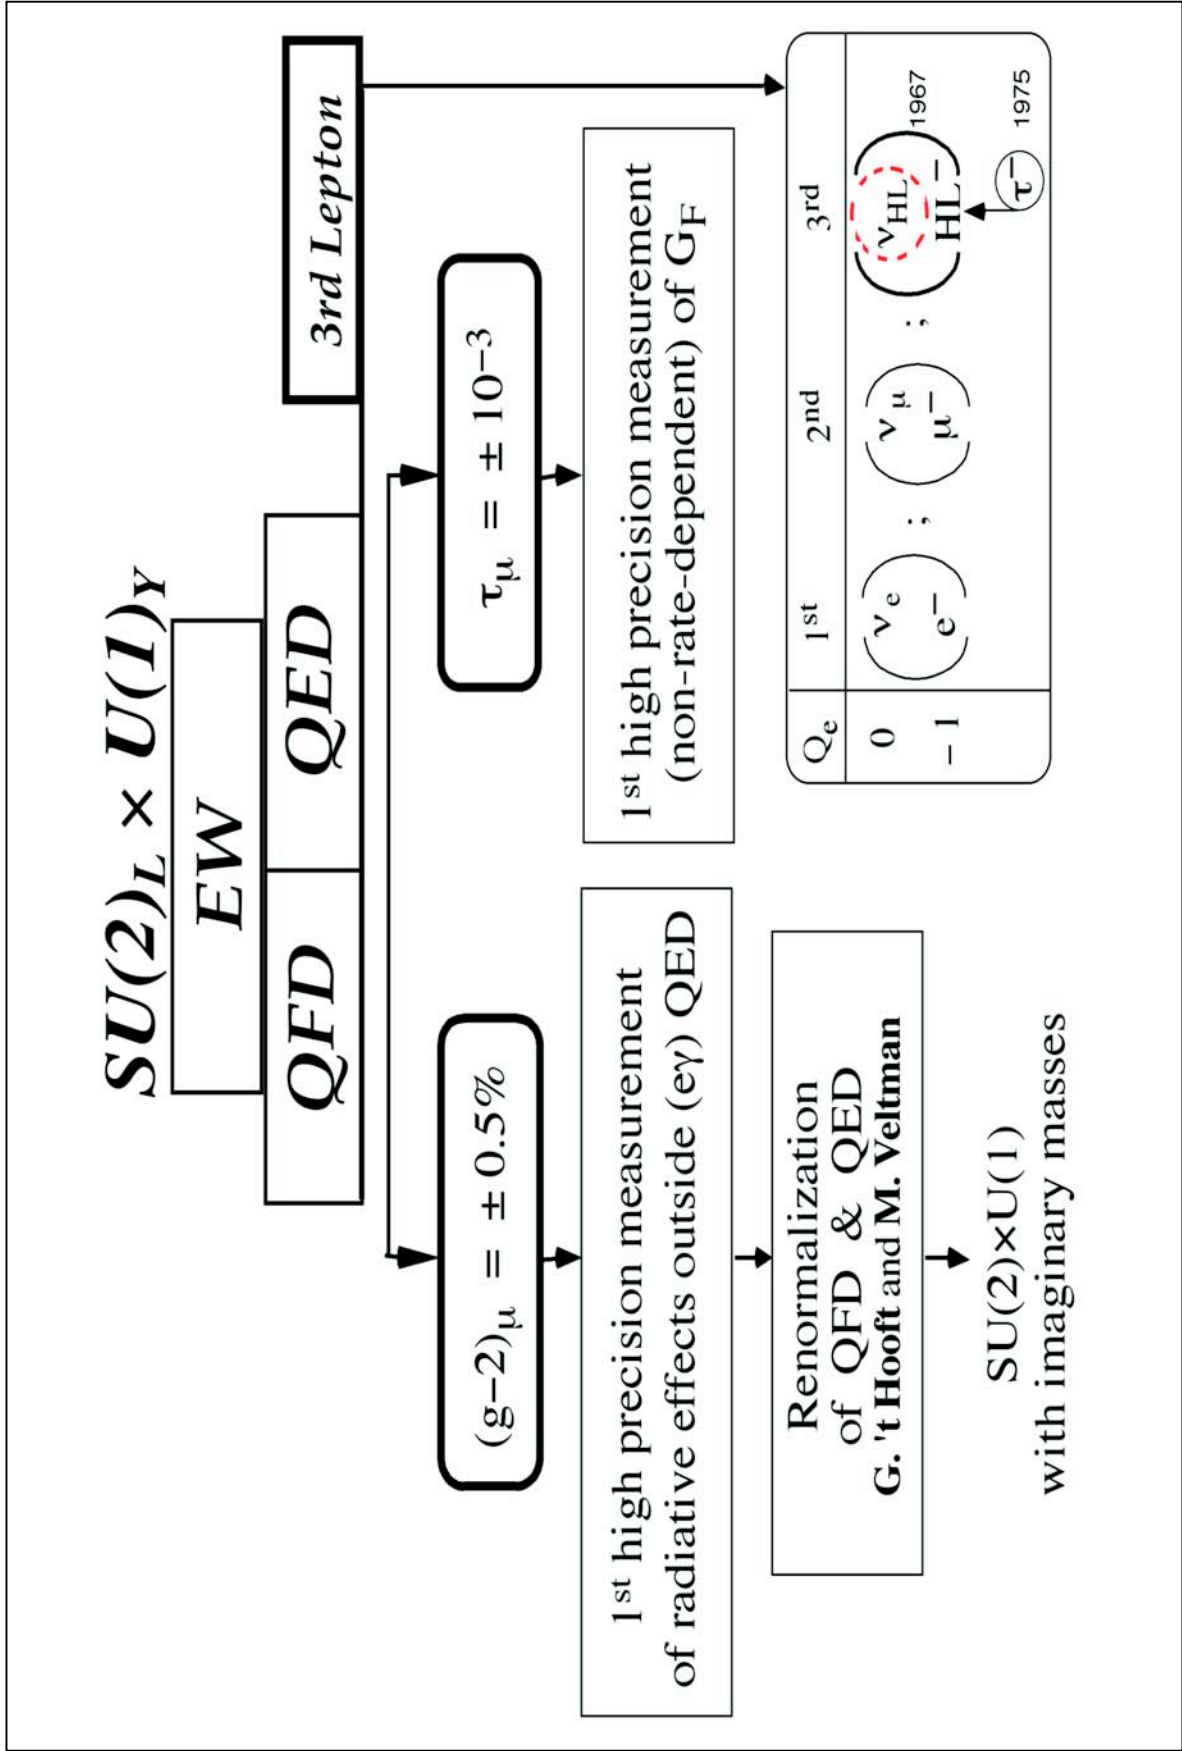 SU(2)L × U(1)Y
EW
QFD QED
3rd Lepton
(g−2)μ = ± 0.5%
τμ = ± 10−3
1st high precision measurement
of radiative effects outside (eγ) QED
1st high precision measurement
(non-rate-dependent) of GF
Renormalization
of QFD & QED
G. 't Hooft and M. Veltman
SU(2)×U(1)
with imaginary masses
Qe 1st 2nd 3rd
0 νe ; νμ ; νHL 1967
− 1 e− μ− HL−
τ− 1975